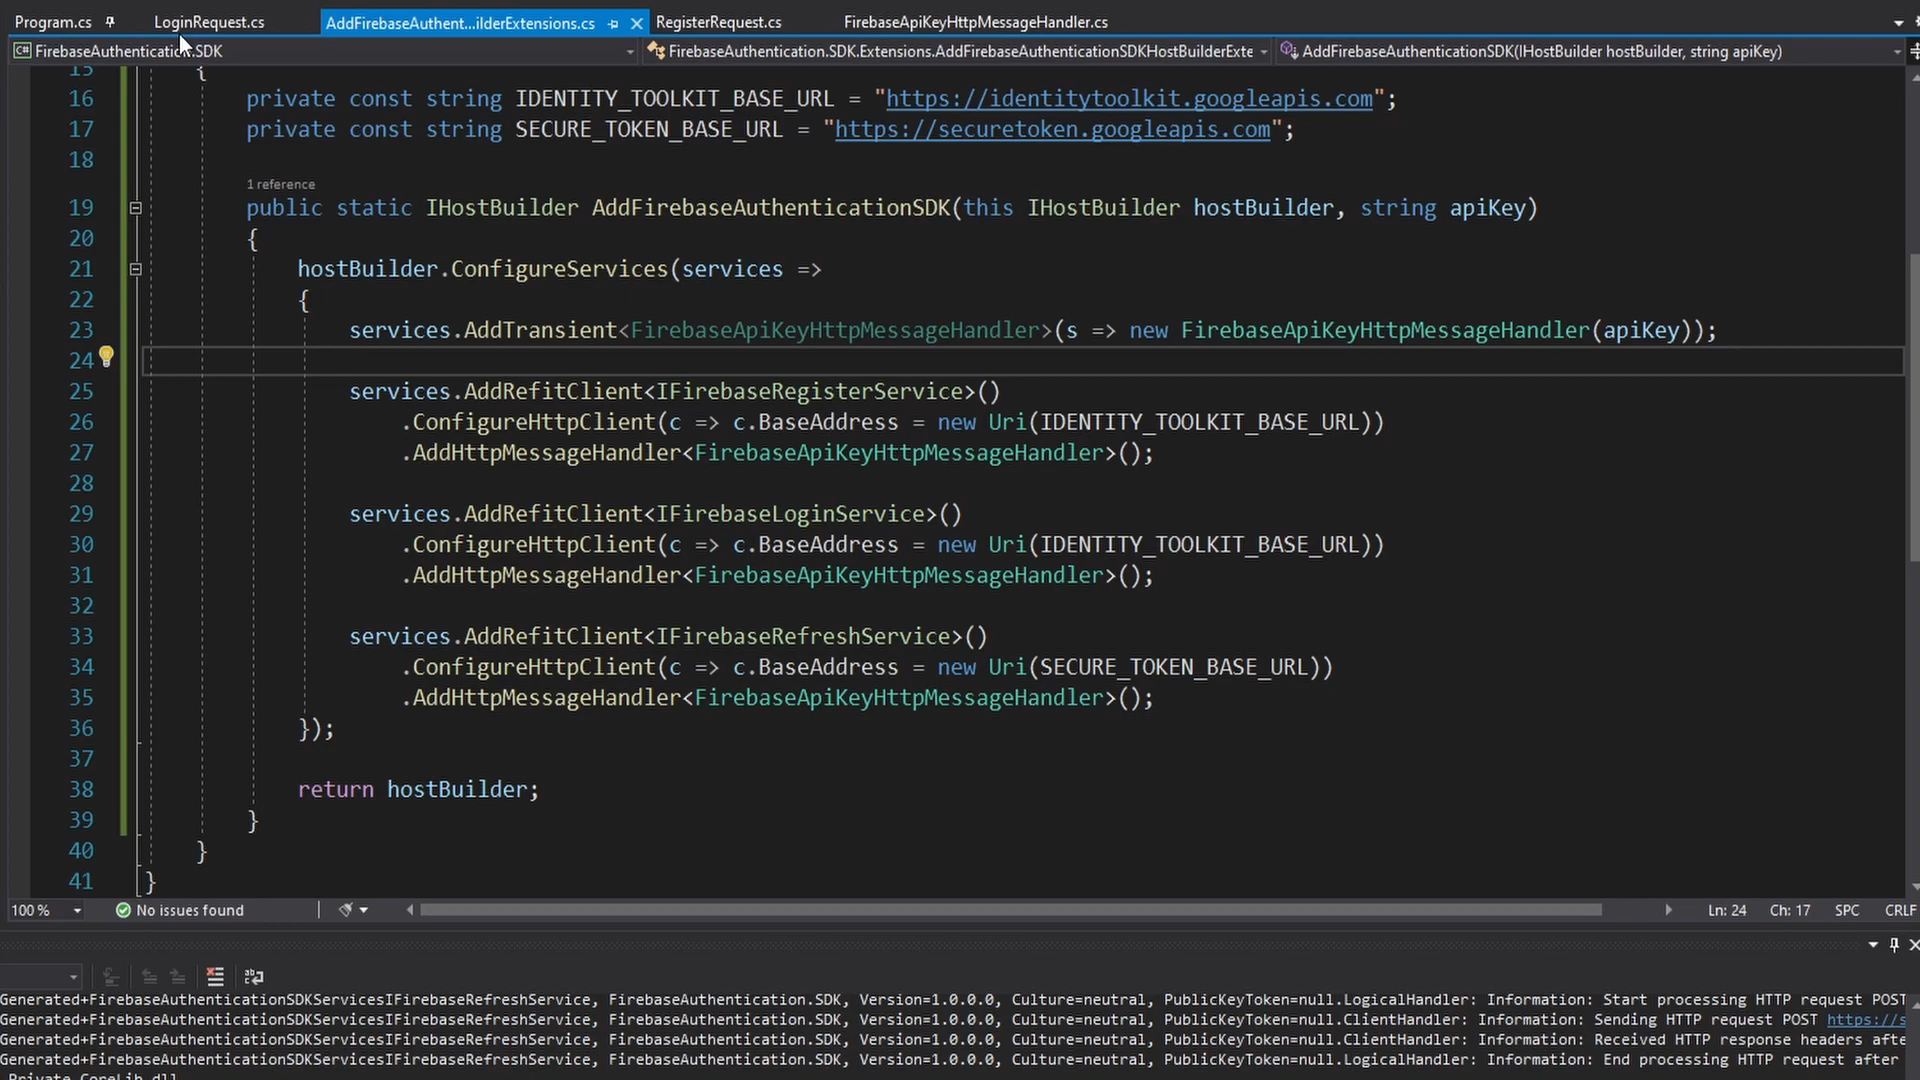 Program.cs
LoginRequest.cs
AddFirebaseAuthent...ilderExtensions.cs
RegisterRequest.cs
FirebaseApiKeyHttpMessageHandler.cs
C# FirebaseAuthentication.SDK
FirebaseAuthentication.SDK.Extensions.AddFirebaseAuthenticationSDKHostBuilderExte
AddFirebaseAuthenticationSDK(IHostBuilder hostBuilder, string apiKey)
15 {
16 private const string IDENTITY_TOOLKIT_BASE_URL = "https://identitytoolkit.googleapis.com";
17 private const string SECURE_TOKEN_BASE_URL = "https://securetoken.googleapis.com";
18
1 reference
19 public static IHostBuilder AddFirebaseAuthenticationSDK(this IHostBuilder hostBuilder, string apiKey)
20 {
21 hostBuilder.ConfigureServices(services =>
22 {
23 services.AddTransient<FirebaseApiKeyHttpMessageHandler>(s => new FirebaseApiKeyHttpMessageHandler(apiKey));
24
25 services.AddRefitClient<IFirebaseRegisterService>()
26 .ConfigureHttpClient(c => c.BaseAddress = new Uri(IDENTITY_TOOLKIT_BASE_URL))
27 .AddHttpMessageHandler<FirebaseApiKeyHttpMessageHandler>();
28
29 services.AddRefitClient<IFirebaseLoginService>()
30 .ConfigureHttpClient(c => c.BaseAddress = new Uri(IDENTITY_TOOLKIT_BASE_URL))
31 .AddHttpMessageHandler<FirebaseApiKeyHttpMessageHandler>();
32
33 services.AddRefitClient<IFirebaseRefreshService>()
34 .ConfigureHttpClient(c => c.BaseAddress = new Uri(SECURE_TOKEN_BASE_URL))
35 .AddHttpMessageHandler<FirebaseApiKeyHttpMessageHandler>();
36 });
37
38 return hostBuilder;
39 }
40 }
41 }
100 %
No issues found
Ln: 24
Ch: 17
SPC
CRLF
Generated+FirebaseAuthenticationSDKServicesIFirebaseRefreshService, FirebaseAuthentication.SDK, Version=1.0.0.0, Culture=neutral, PublicKeyToken=null.LogicalHandler: Information: Start processing HTTP request POST
Generated+FirebaseAuthenticationSDKServicesIFirebaseRefreshService, FirebaseAuthentication.SDK, Version=1.0.0.0, Culture=neutral, PublicKeyToken=null.ClientHandler: Information: Sending HTTP request POST https://s
Generated+FirebaseAuthenticationSDKServicesIFirebaseRefreshService, FirebaseAuthentication.SDK, Version=1.0.0.0, Culture=neutral, PublicKeyToken=null.ClientHandler: Information: Received HTTP response headers afte
Generated+FirebaseAuthenticationSDKServicesIFirebaseRefreshService, FirebaseAuthentication.SDK, Version=1.0.0.0, Culture=neutral, PublicKeyToken=null.LogicalHandler: Information: End processing HTTP request after
.Private.CoreLib.dll